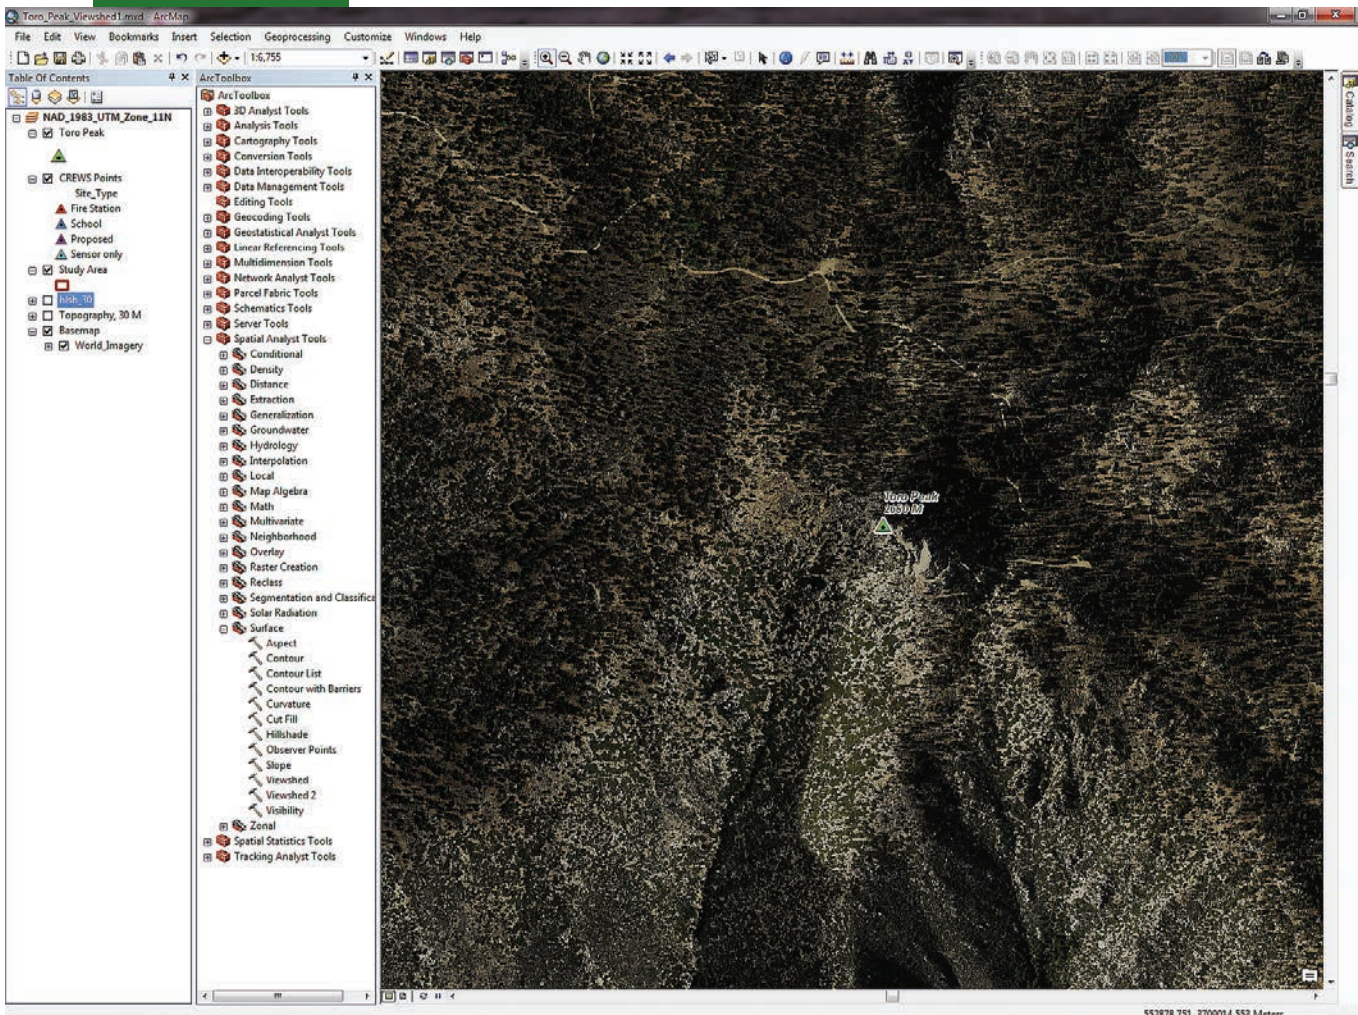 Toro_Peak_Viewshed1.mxd - ArcMap
File Edit View Bookmarks Insert Selection Geoprocessing Customize Windows Help
1:6,755
100%
Table Of Contents
NAD_1983_UTM_Zone_11N
Toro Peak
CREWS Points
Site_Type
Fire Station
School
Proposed
Sensor only
Study Area
hlsh_30
Topography, 30 M
Basemap
World_Imagery
ArcToolbox
ArcToolbox
3D Analyst Tools
Analysis Tools
Cartography Tools
Conversion Tools
Data Interoperability Tools
Data Management Tools
Editing Tools
Geocoding Tools
Geostatistical Analyst Tools
Linear Referencing Tools
Multidimension Tools
Network Analyst Tools
Parcel Fabric Tools
Schematics Tools
Server Tools
Spatial Analyst Tools
Conditional
Density
Distance
Extraction
Generalization
Groundwater
Hydrology
Interpolation
Local
Map Algebra
Math
Multivariate
Neighborhood
Overlay
Raster Creation
Reclass
Segmentation and Classifica
Solar Radiation
Surface
Aspect
Contour
Contour List
Contour with Barriers
Curvature
Cut Fill
Hillshade
Observer Points
Slope
Viewshed
Viewshed 2
Visibility
Zonal
Spatial Statistics Tools
Tracking Analyst Tools
Toro Peak
Catalog
Search